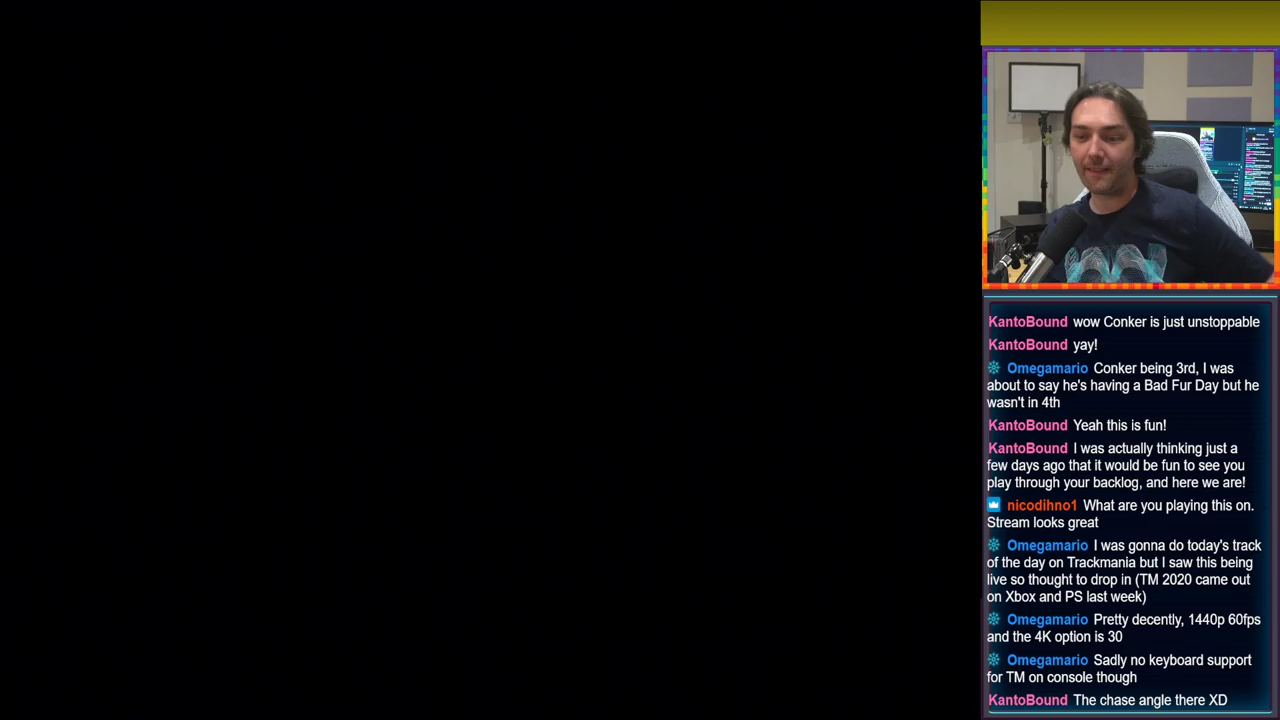 KantoBound wow Conker is just unstoppable
KantoBound yay!
Omegamario Conker being 3rd, I was
about to say he's having a Bad Fur Day but he
wasn't in 4th
KantoBound Yeah this is fun!
KantoBound I was actually thinking just a
few days ago that it would be fun to see you
play through your backlog, and here we are!
nicodihno1 What are you playing this on.
Stream looks great
Omegamario I was gonna do today's track
of the day on Trackmania but I saw this being
live so thought to drop in (TM 2020 came out
on Xbox and PS last week)
Omegamario Pretty decently, 1440p 60fps
and the 4K option is 30
Omegamario Sadly no keyboard support
for TM on console though
KantoBound The chase angle there XD